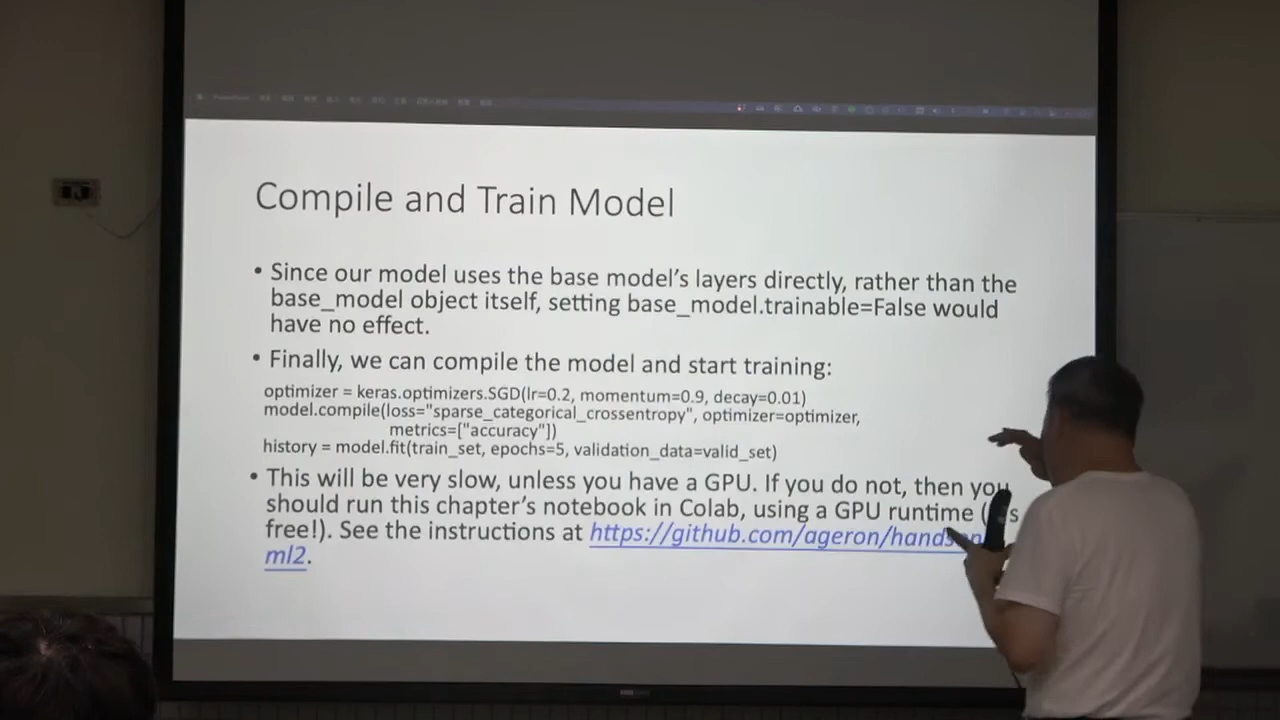 Compile and Train Model
• Since our model uses the base model's layers directly, rather than the
base_model object itself, setting base_model.trainable=False would
have no effect.
• Finally, we can compile the model and start training:
optimizer = keras.optimizers.SGD(lr=0.2, momentum=0.9, decay=0.01)
model.compile(loss="sparse_categorical_crossentropy", optimizer=optimizer,
metrics=["accuracy"])
history = model.fit(train_set, epochs=5, validation_data=valid_set)
• This will be very slow, unless you have a GPU. If you do not, then you
should run this chapter's notebook in Colab, using a GPU runtime (
free!). See the instructions at https://github.com/ageron/hands
ml2.